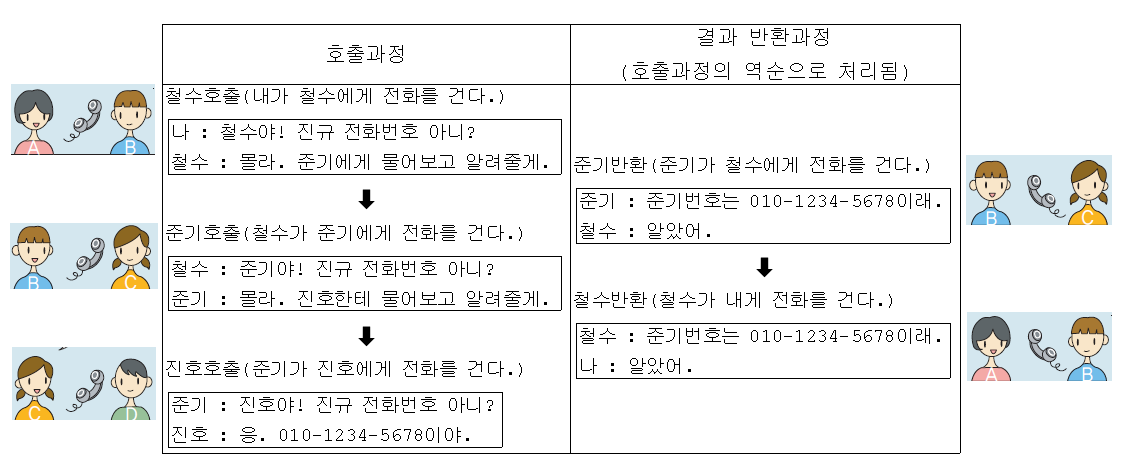 호출과정
철수호출(내가 철수에게 전화를 건다.)
나 : 철수야! 진규 전화번호 아니?
철수 : 몰라. 준기에게 물어보고 알려줄게.
준기호출(철수가 준기에게 전화를 건다.)
철수 : 준기야! 진규 전화번호 아니?
준기 : 몰라. 진호한테 물어보고 알려줄게.
진호호출(준기가 진호에게 전화를 건다.)
준기 : 진호야! 진규 전화번호 아니?
진호 : 응. 010-1234-5678이야.
A B
B C
C D
결과 반환과정
(호출과정의 역순으로 처리됨)
준기반환(준기가 철수에게 전화를 건다.)
준기 : 준기번호는 010-1234-5678이래.
철수 : 알았어.
철수반환(철수가 내게 전화를 건다.)
철수 : 준기번호는 010-1234-5678이래.
나 : 알았어.
B C
A B